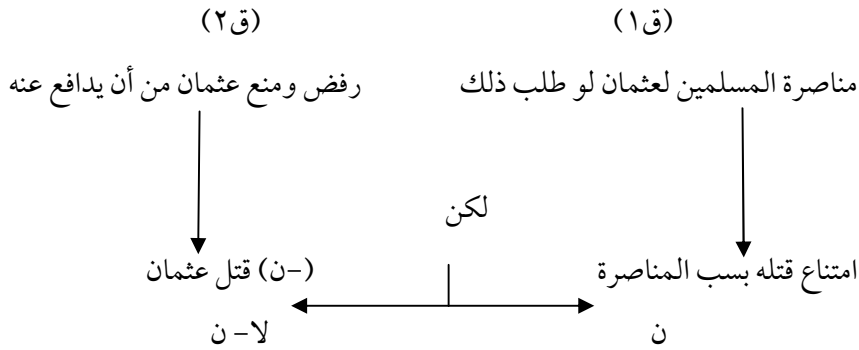 (ق١) (ق٢)
مناصرة المسلمين لعثمان لو طلب ذلك رفض ومنع عثمان من أن يدافع عنه
لكن
امتناع قتله بسب المناصرة (-ن) قتل عثمان
ن لا- ن